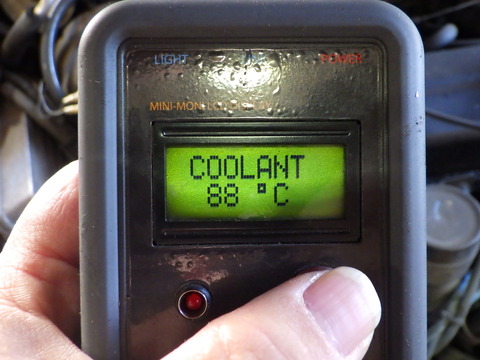 LIGHT POWER
MINI-MON
COOLANT
88 °C